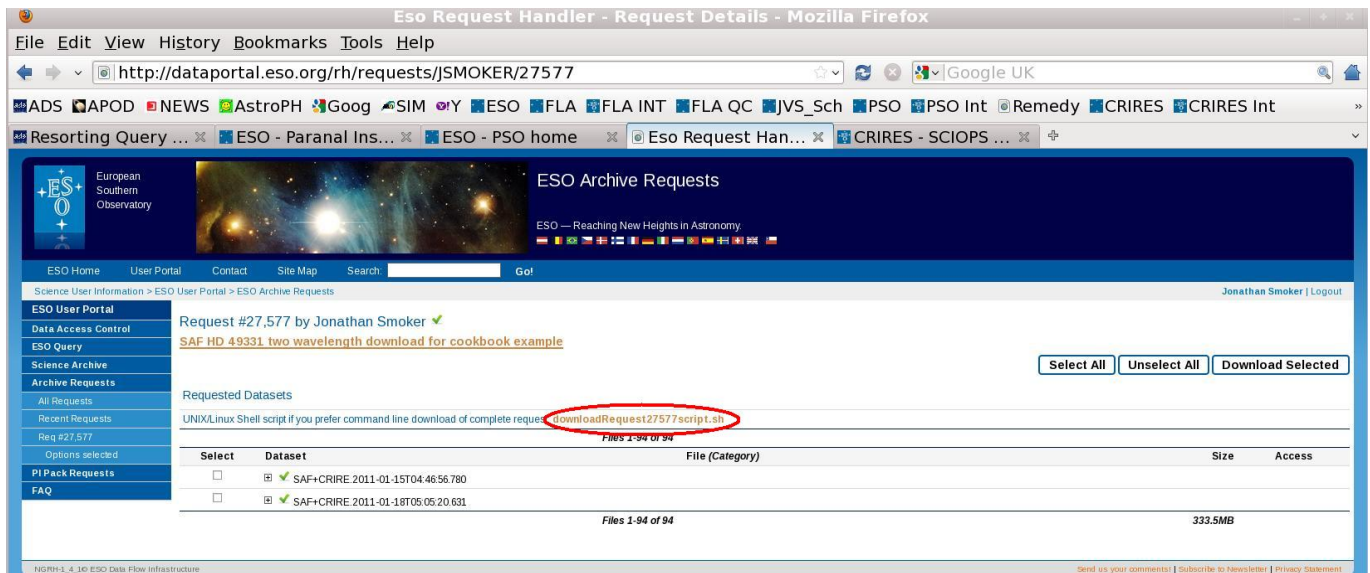 Eso Request Handler - Request Details - Mozilla Firefox
File Edit View History Bookmarks Tools Help
http://dataportal.eso.org/rh/requests/JSMOKER/27577 Google UK
ADS APOD NEWS AstroPH Goog SIM Y ESO FLA FLA INT FLA QC JVS_Sch PSO PSO Int Remedy CRIRES CRIRES Int »
Resorting Query ... ESO - Paranal Ins... ESO - PSO home Eso Request Han... CRIRES - SCIOPS ...
ESO
European
Southern
Observatory
ESO Archive Requests
ESO — Reaching New Heights in Astronomy.
ESO Home User Portal Contact Site Map Search: Go!
Science User Information > ESO User Portal > ESO Archive Requests Jonathan Smoker | Logout
ESO User Portal
Data Access Control
ESO Query
Science Archive
Archive Requests
All Requests
Recent Requests
Req #27,577
Options selected
PI Pack Requests
FAQ
Request #27,577 by Jonathan Smoker
SAF HD 49331 two wavelength download for cookbook example
Select All Unselect All Download Selected
Requested Datasets
UNIX/Linux Shell script if you prefer command line download of complete reques downloadRequest27577script.sh
Files 1-94 of 94
Select Dataset File (Category) Size Access
SAF+CRIRE.2011-01-15T04:46:56.780
SAF+CRIRE.2011-01-18T05:05:20.631
Files 1-94 of 94 333.5MB
NGRH-1_4_1© ESO Data Flow Infrastructure Send us your comments! | Subscribe to Newsletter | Privacy Statement